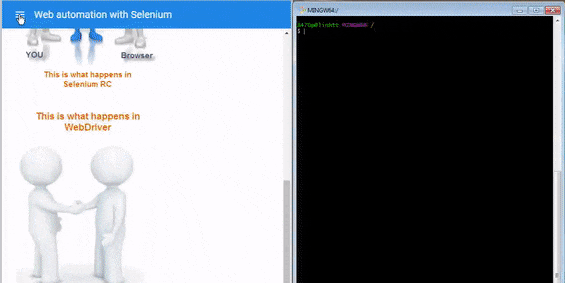 Web automation with Selenium
YOU
Browser
This is what happens in
Selenium RC
This is what happens in
WebDriver
MINGW64:/
MINGW64 /
$